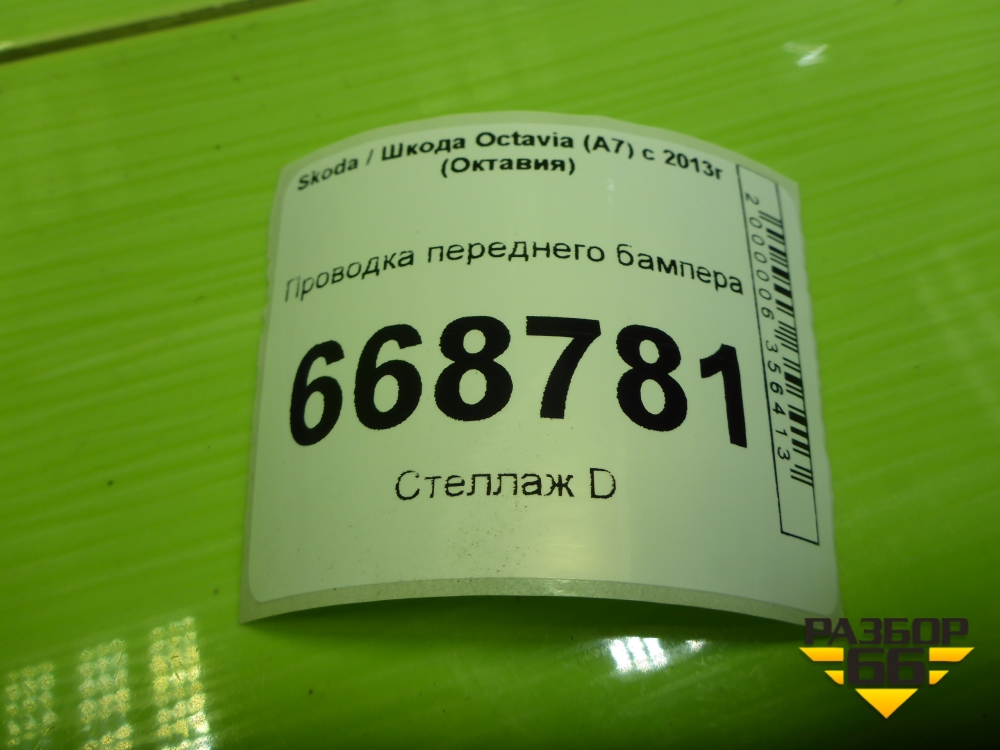 Skoda / Шкода Octavia (A7) с 2013г
(Октавия)
Проводка переднего бампера
668781
Стеллаж D
2000006356413
РАЗБОР
66